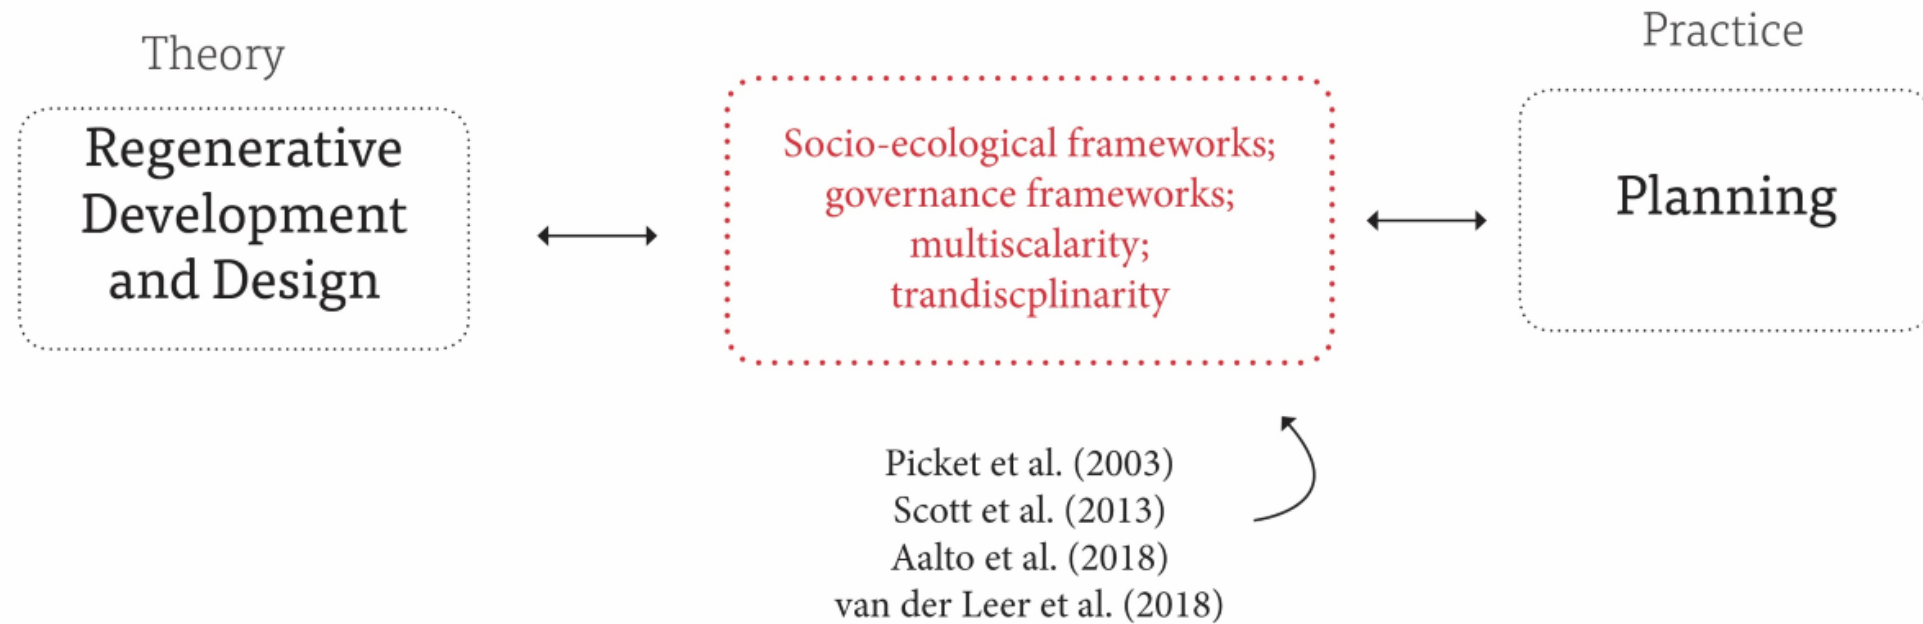 Theory
Regenerative
Development
and Design
Socio-ecological frameworks;
governance frameworks;
multiscalarity;
trandiscplinarity
Practice
Planning
Picket et al. (2003)
Scott et al. (2013)
Aalto et al. (2018)
van der Leer et al. (2018)